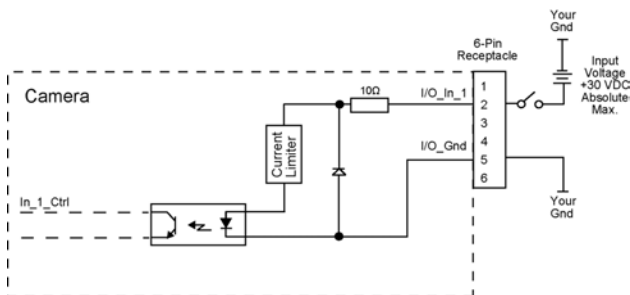 Your
Gnd
6-Pin
Receptacle
Input
Voltage
+30 VDC
Absolute
Max.
Camera
10Ω
I/O_In_1
1
2
3
4
5
6
Current
Limiter
I/O_Gnd
In_1_Ctrl
Your
Gnd